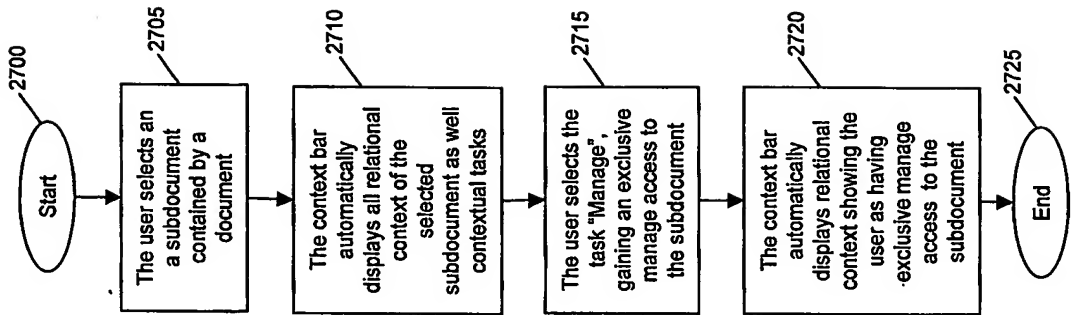 2700
Start
2705
The user selects an
a subdocument
contained by a
document
2710
The context bar
automatically
displays all relational
context of the
selected
subdocument as well
contextual tasks
2715
The user selects the
task "Manage",
gaining an exclusive
manage access to
the subdocument
2720
The context bar
automatically
displays relational
context showing the
user as having
exclusive manage
access to the
subdocument
2725
End